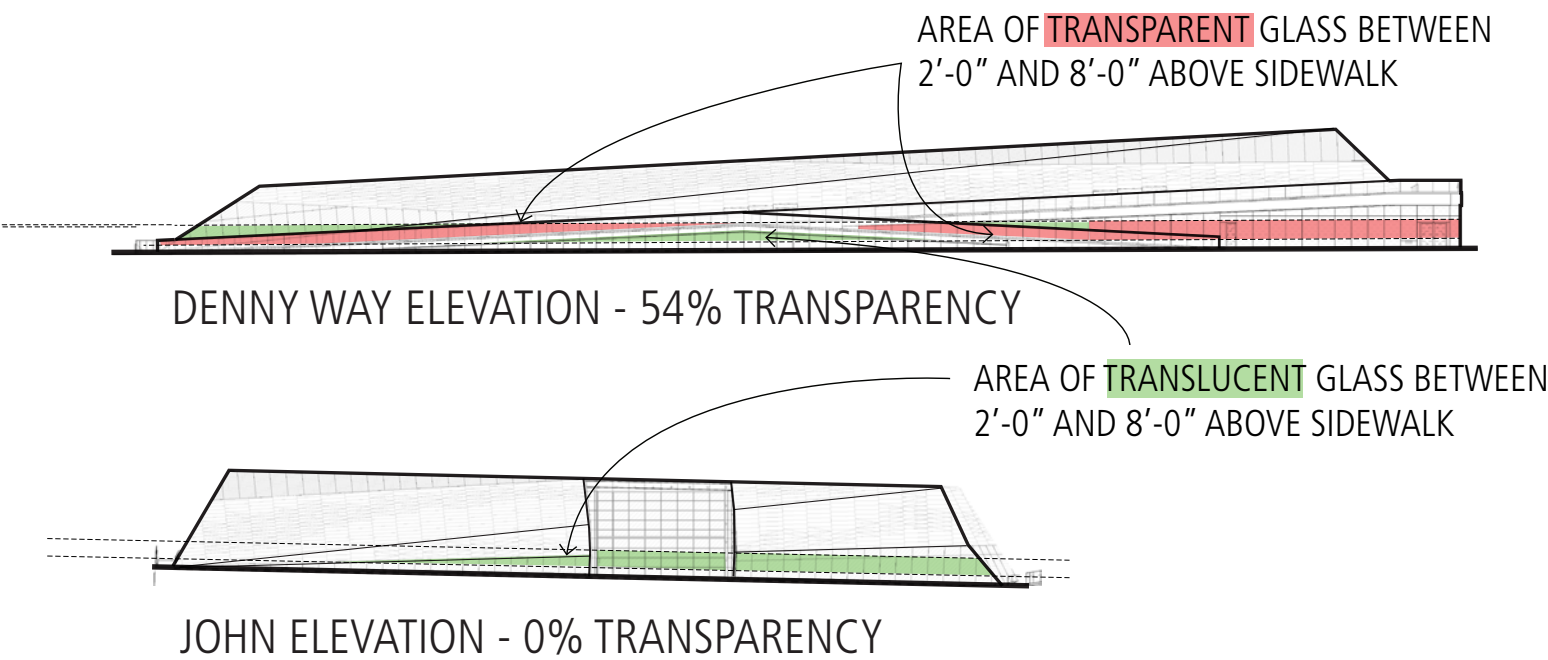 AREA OF TRANSPARENT GLASS BETWEEN
2'-0" AND 8'-0" ABOVE SIDEWALK
DENNY WAY ELEVATION - 54% TRANSPARENCY
AREA OF TRANSLUCENT GLASS BETWEEN
2'-0" AND 8'-0" ABOVE SIDEWALK
JOHN ELEVATION - 0% TRANSPARENCY